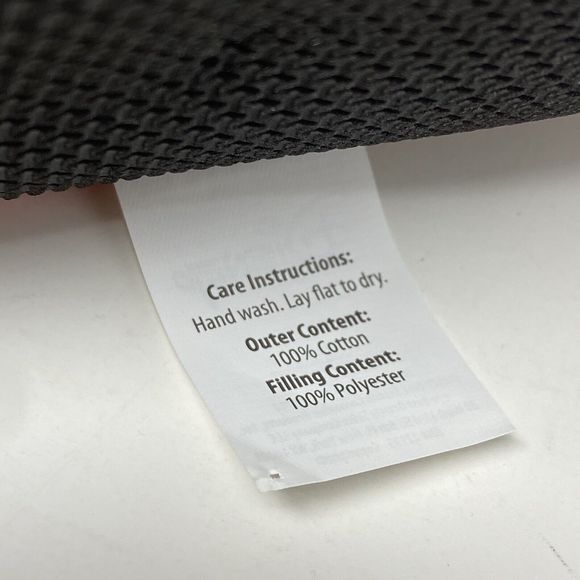 Care Instructions:
Hand wash. Lay flat to dry.
Outer Content:
100% Cotton
Filling Content:
100% Polyester